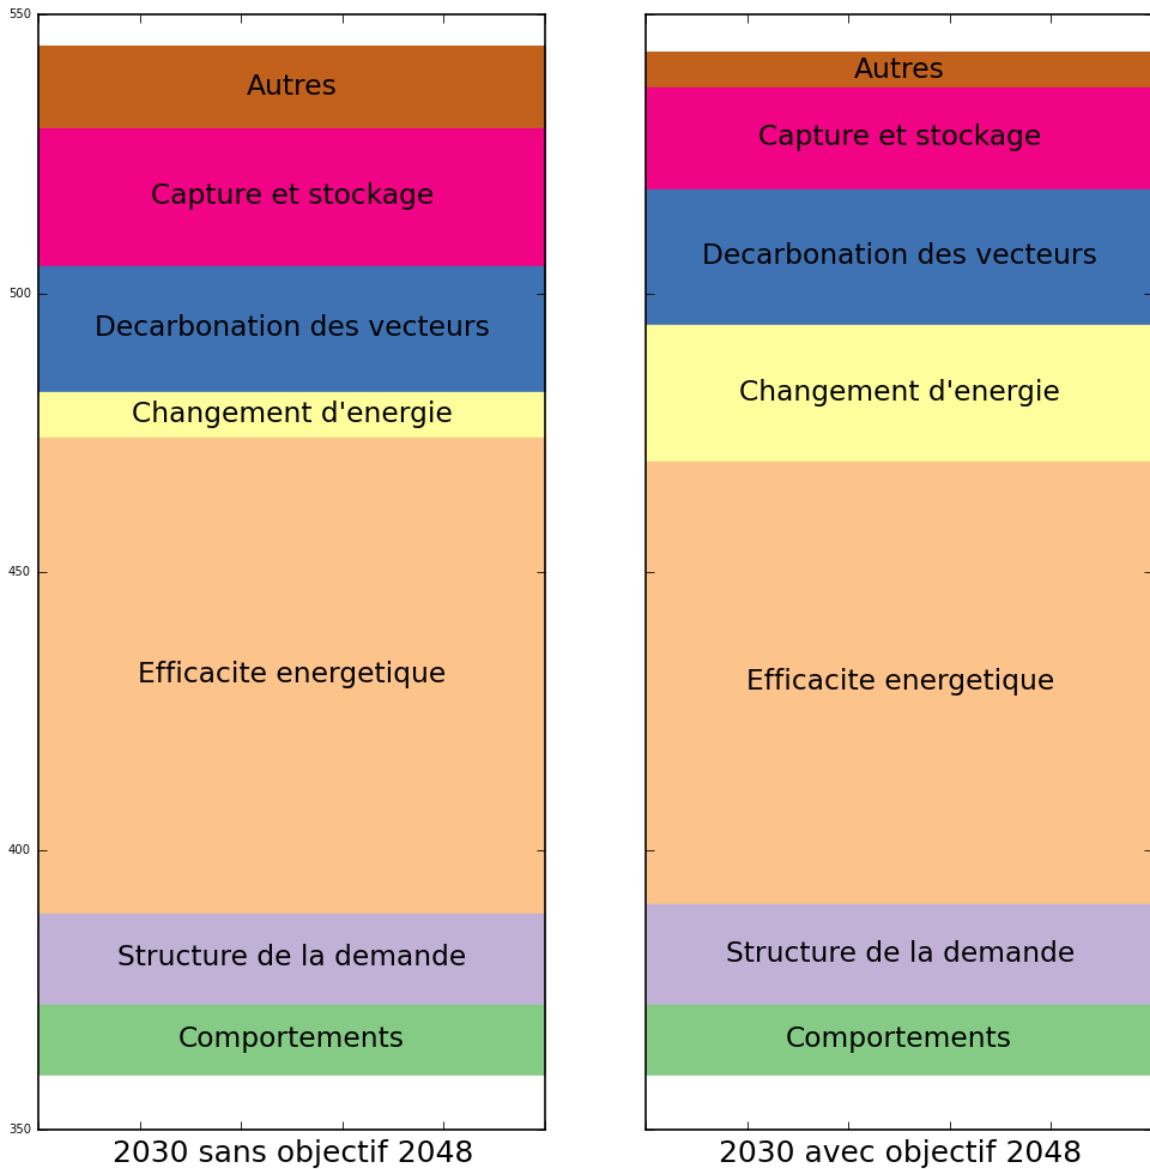 550
500
450
400
350
Autres
Capture et stockage
Decarbonation des vecteurs
Changement d'energie
Efficacite energetique
Structure de la demande
Comportements
2030 sans objectif 2048
Autres
Capture et stockage
Decarbonation des vecteurs
Changement d'energie
Efficacite energetique
Structure de la demande
Comportements
2030 avec objectif 2048